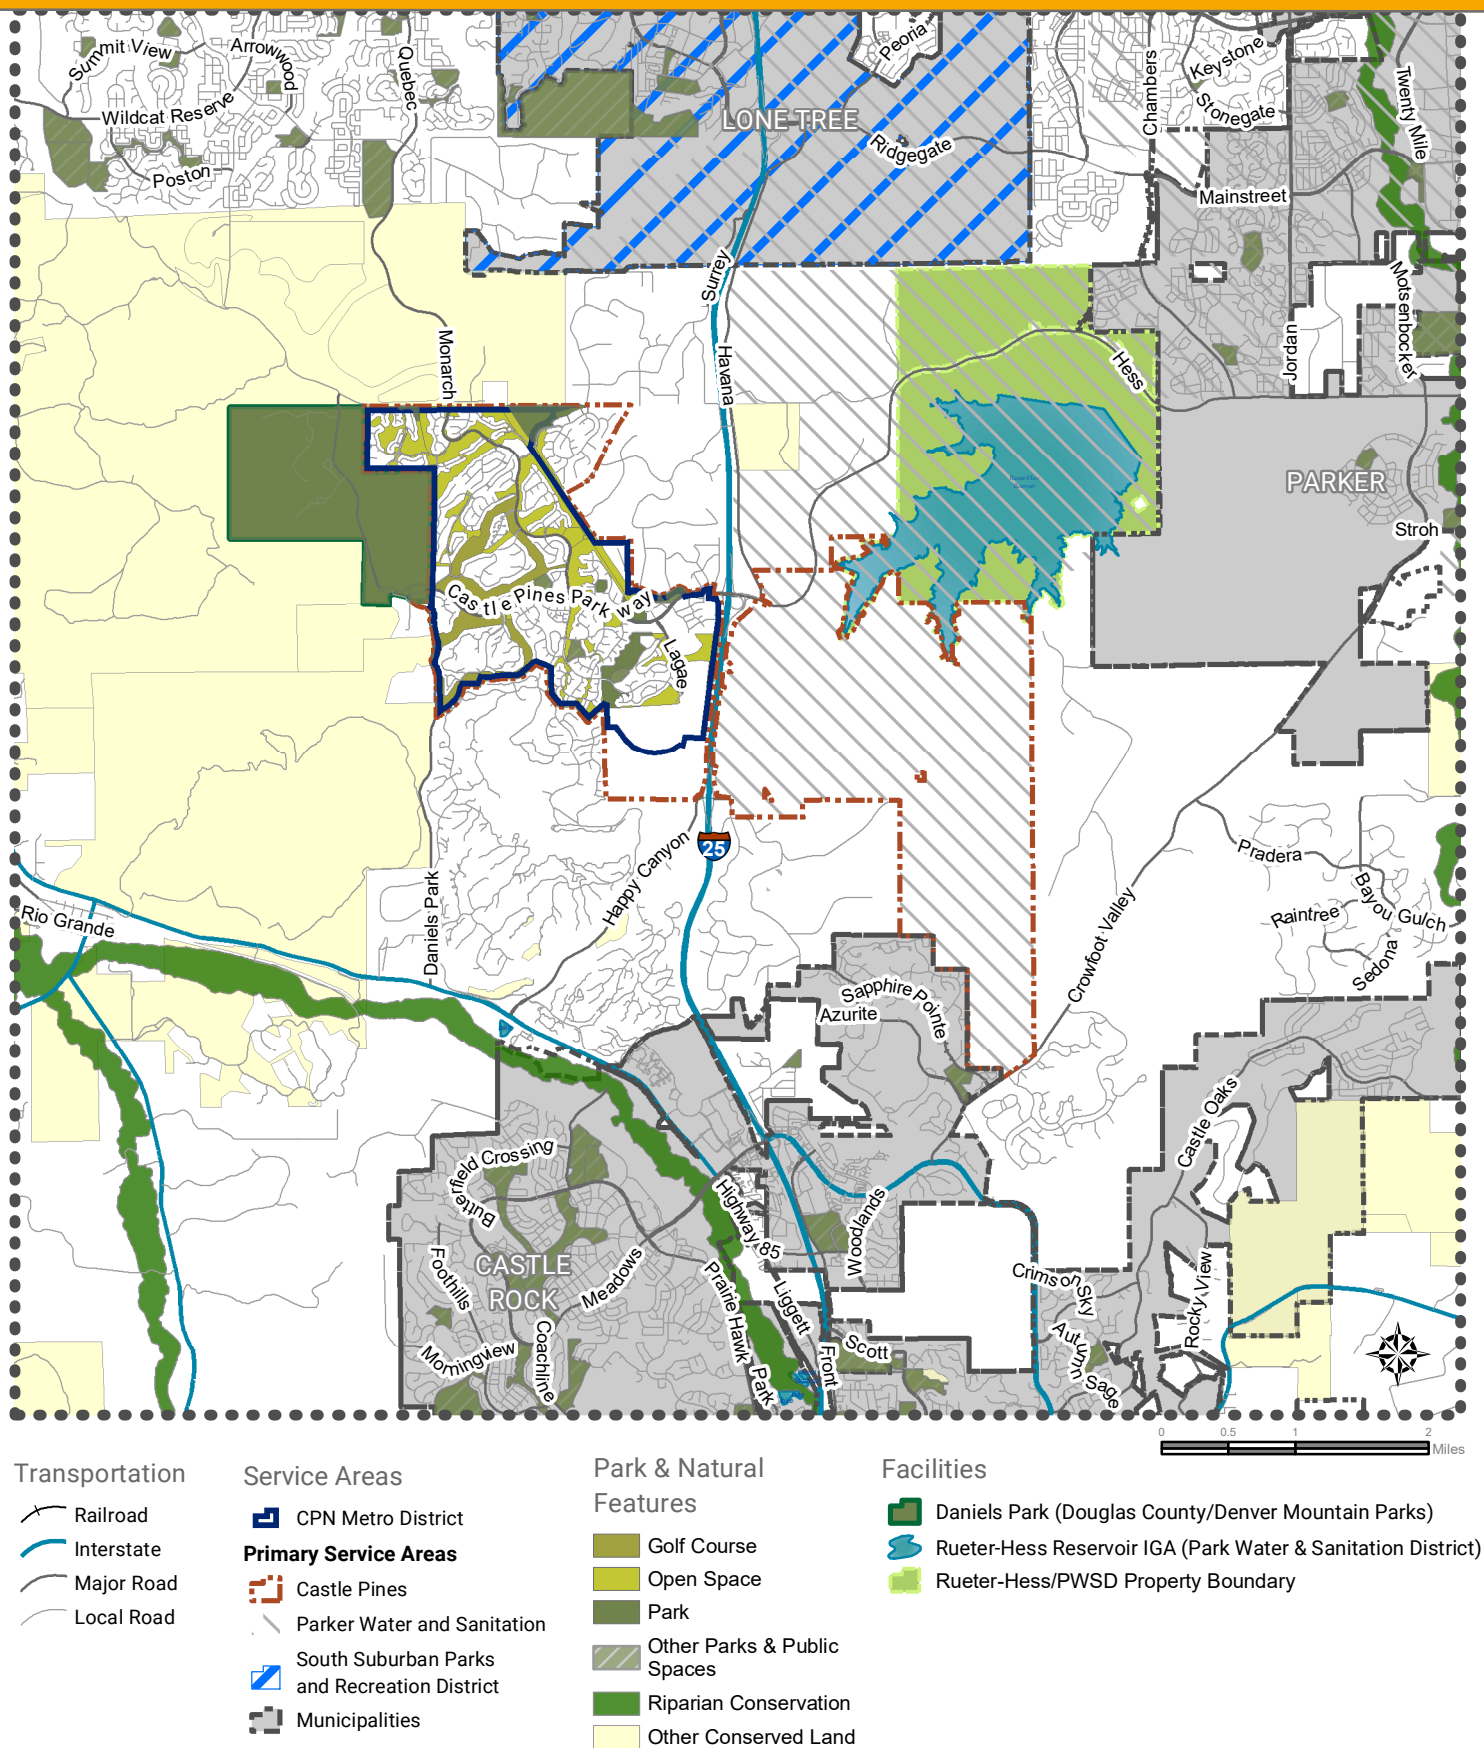 Summit View
Arrowwood
Quebec
Wildcat Reserve
Poston
Peoria
LONE TREE
Ridgegate
Chambers
Keystone
Stonegate
Twenty Mile
Mainstreet
Surrey
Monarch
Havana
Hess
Jordan
Motsenbocker
PARKER
Stroh
Castle Pines Parkway
Lagae
25
Happy Canyon
Daniels Park
Rio Grande
Crowfoot Valley
Pradera
Bayou Gulch
Raintree
Sedona
Sapphire Pointe
Azurite
Castle Oaks
Butterfield Crossing
Highway 85
Woodlands
CASTLE
ROCK
Foothills
Meadows
Prairie Hawk
Liggett
Crimson Sky
Rocky View
Morningview
Coachline
Park
Front
Scott
Autumn Sage
0 0.5 1 2
Miles
Transportation
Railroad
Interstate
Major Road
Local Road
Service Areas
CPN Metro District
Primary Service Areas
Castle Pines
Parker Water and Sanitation
South Suburban Parks
and Recreation District
Municipalities
Park & Natural
Features
Golf Course
Open Space
Park
Other Parks & Public
Spaces
Riparian Conservation
Other Conserved Land
Facilities
Daniels Park (Douglas County/Denver Mountain Parks)
Rueter-Hess Reservoir IGA (Park Water & Sanitation District)
Rueter-Hess/PWSD Property Boundary